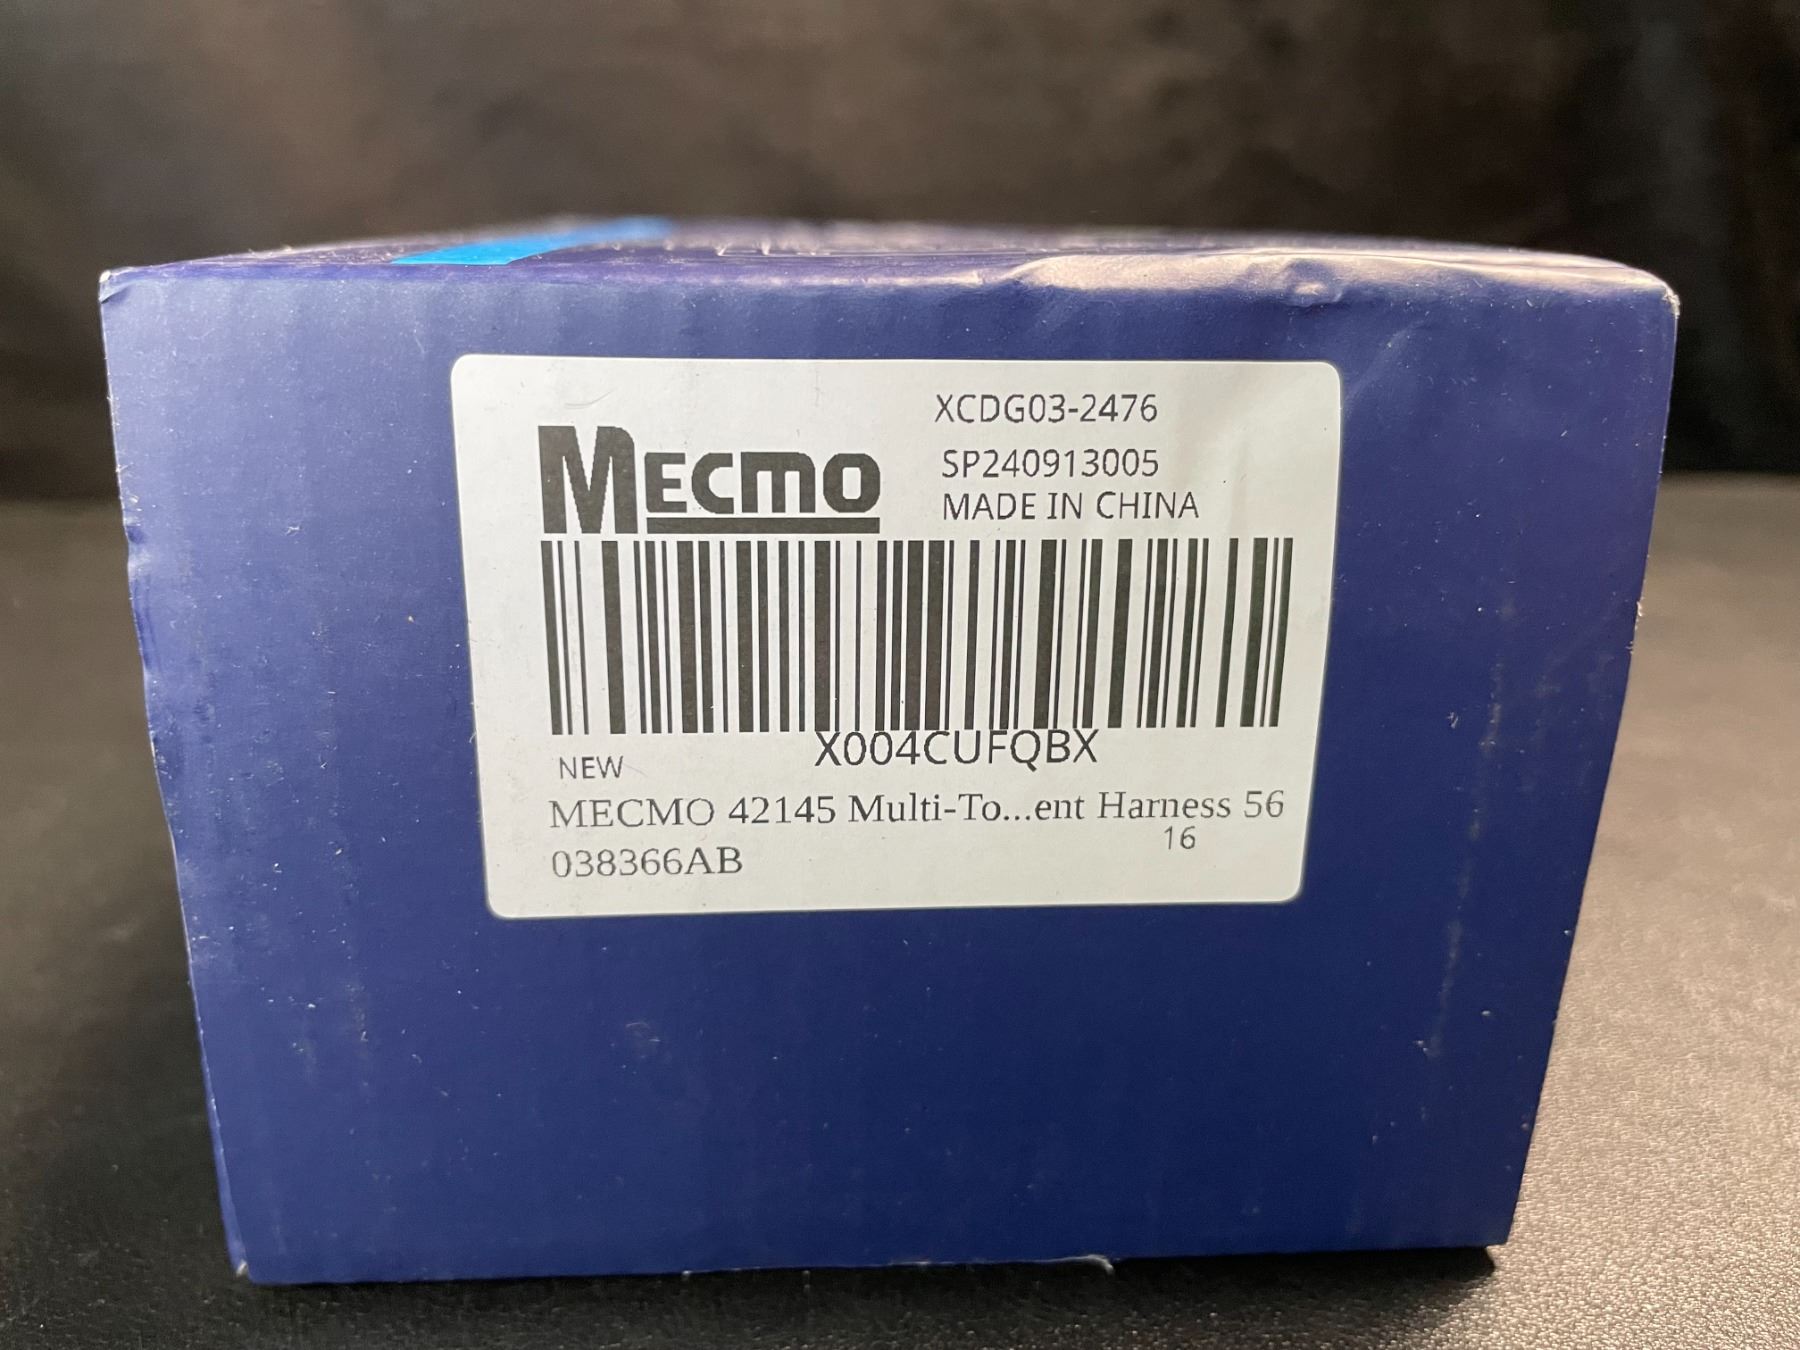 XCDG03-2476
MECMO
SP240913005
MADE IN CHINA
X004CUFQBX
NEW
MECMO 42145 Multi-To...ent Harness 56
16
038366AB